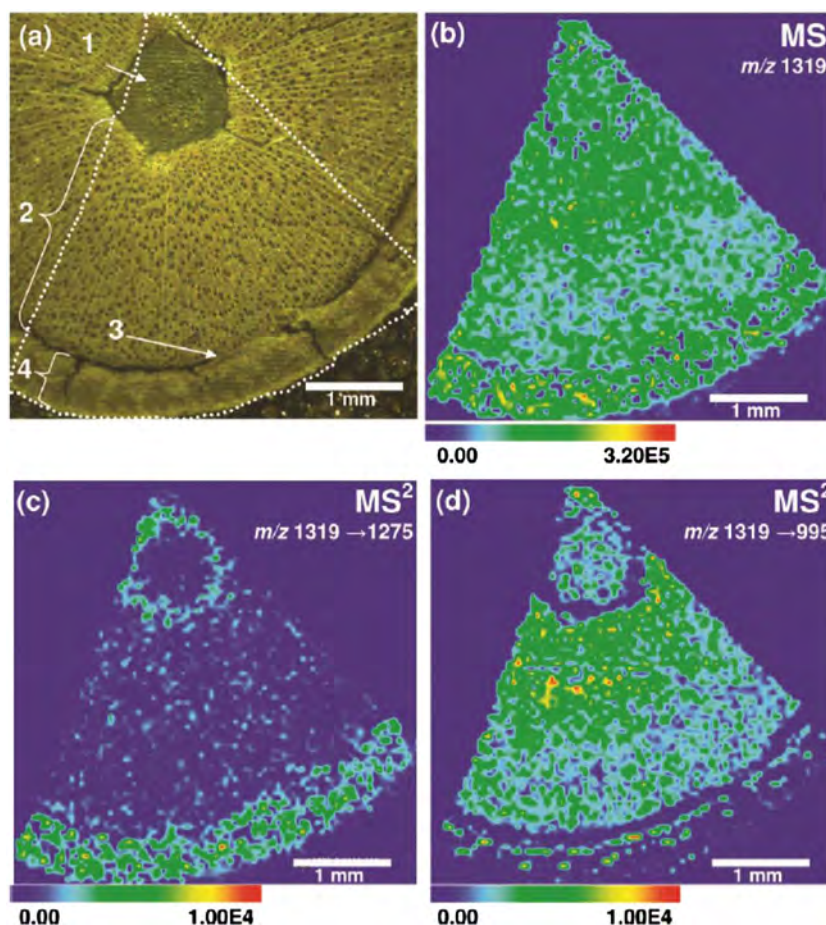 (a)
1
2
3
4
1 mm
(b)
MS
m/z 1319
1 mm
0.00 3.20E5
(c)
MS²
m/z 1319 →1275
1 mm
0.00 1.00E4
(d)
MS²
m/z 1319 →995
1 mm
0.00 1.00E4